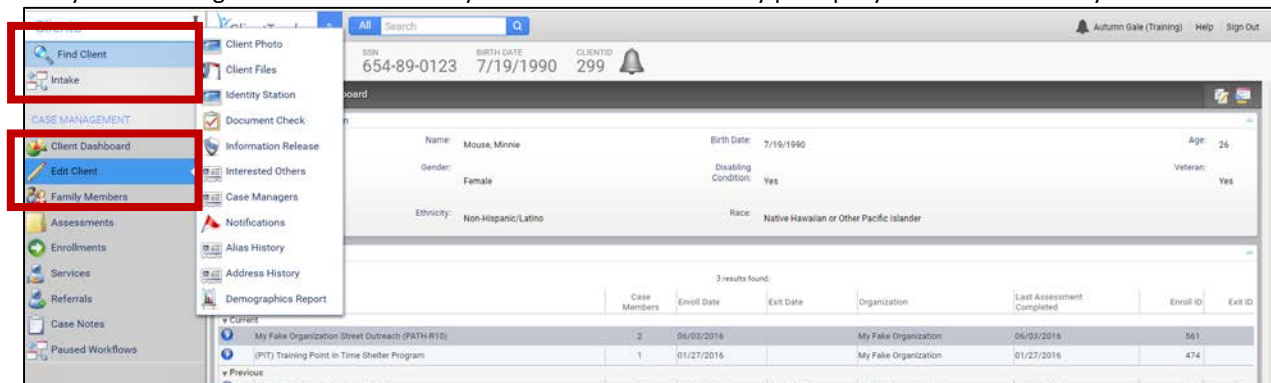 All Search
Autumn Gale (Training) Help Sign Out
Find Client
Intake
CASE MANAGEMENT
Client Dashboard
Edit Client
Family Members
Assessments
Enrollments
Services
Referrals
Case Notes
Paused Workflows
Client Photo
Client Files
Identity Station
Document Check
Information Release
Interested Others
Case Managers
Notifications
Alias History
Address History
Demographics Report
SSN BIRTH DATE CLIENTID
654-89-0123 7/19/1990 299
Name: Mouse, Minnie Birth Date: 7/19/1990 Age: 26
Gender: Female Disabling Condition: Yes Veteran: Yes
Ethnicity: Non-Hispanic/Latino Race: Native Hawaiian or Other Pacific Islander
3 results found.
Case Members Enroll Date Exit Date Organization Last Assessment Completed Enroll ID Exit ID
Current
My Fake Organization Street Outreach (PATH-R10) 2 06/03/2016 My Fake Organization 06/03/2016 561
(PIT) Training Point in Time Shelter Program 1 01/27/2016 My Fake Organization 01/27/2016 474
Previous